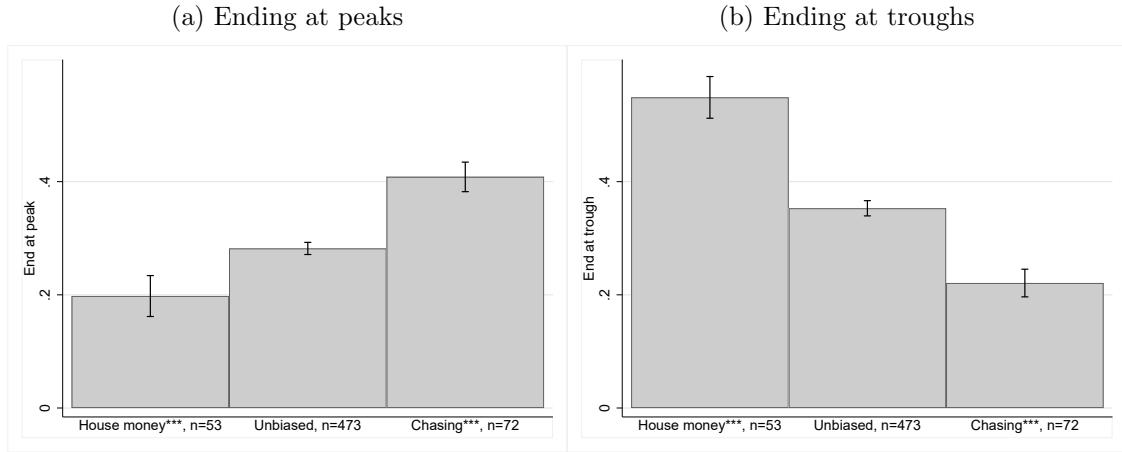 (a) Ending at peaks
End at peak
.4
.2
0
House money***, n=53
Unbiased, n=473
Chasing***, n=72
(b) Ending at troughs
End at trough
.4
.2
0
House money***, n=53
Unbiased, n=473
Chasing***, n=72